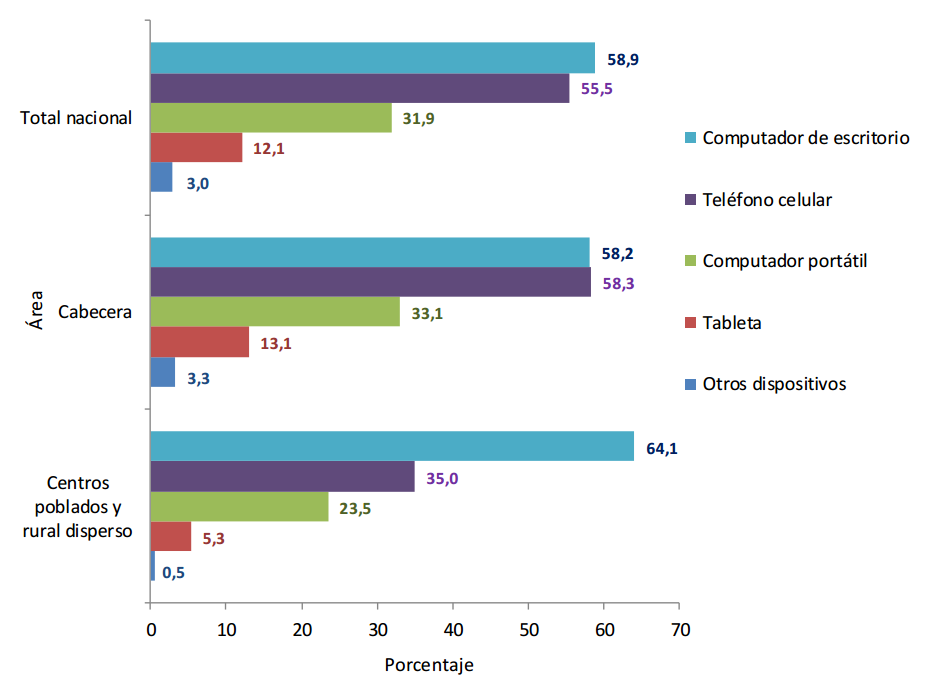 Total nacional
58,9
55,5
31,9
12,1
3,0
Área
Cabecera
58,2
58,3
33,1
13,1
3,3
Centros
poblados y
rural disperso
64,1
35,0
23,5
5,3
0,5
0 10 20 30 40 50 60 70
Porcentaje
Computador de escritorio
Teléfono celular
Computador portátil
Tableta
Otros dispositivos